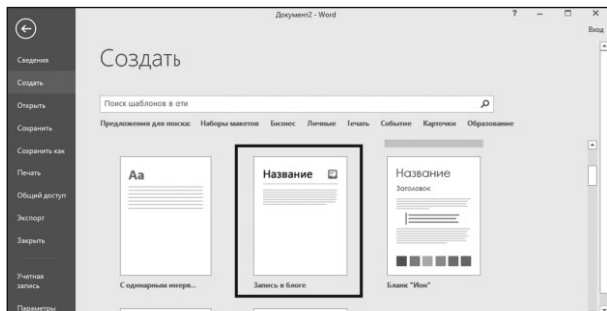 Документ2 - Word
?
Вход
Сведения
Создать
Открыть
Сохранить
Сохранить как
Печать
Общий доступ
Экспорт
Закрыть
Учетная
запись
Параметры
Создать
Поиск шаблонов в сети
Предложения для поиска: Наборы макетов Бизнес Личные Печать Событие Карточки Образование
Aa
С одинарным интерв...
Название
Запись в блоге
Название
Заголовок
Бланк "Ион"